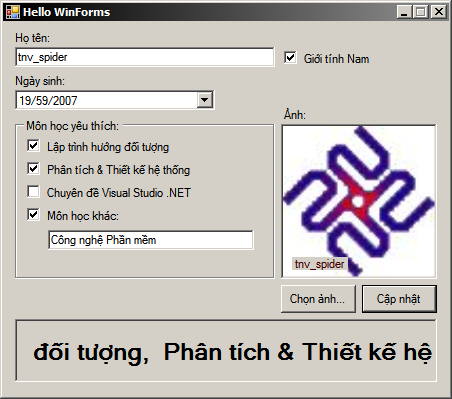 Hello WinForms
Họ tên:
tnv_spider
Giới tính Nam
Ngày sinh:
19/59/2007
Ảnh:
Môn học yêu thích:
Lập trình hướng đối tượng
Phân tích & Thiết kế hệ thống
Chuyên đề Visual Studio .NET
Môn học khác:
Công nghệ Phần mềm
tnv_spider
Chọn ảnh...
Cập nhật
đối tượng,  Phân tích & Thiết kế hệ